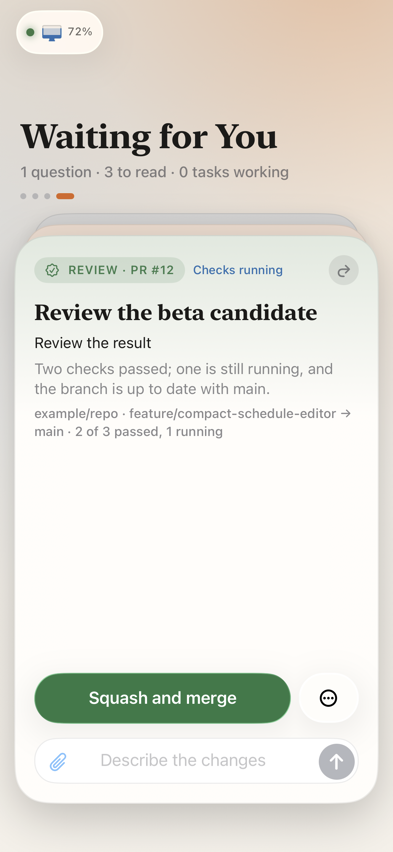 72%
Waiting for You
1 question · 3 to read · 0 tasks working
REVIEW · PR #12 Checks running
Review the beta candidate
Review the result
Two checks passed; one is still running, and
the branch is up to date with main.
example/repo · feature/compact-schedule-editor →
main · 2 of 3 passed, 1 running
Squash and merge
Describe the changes